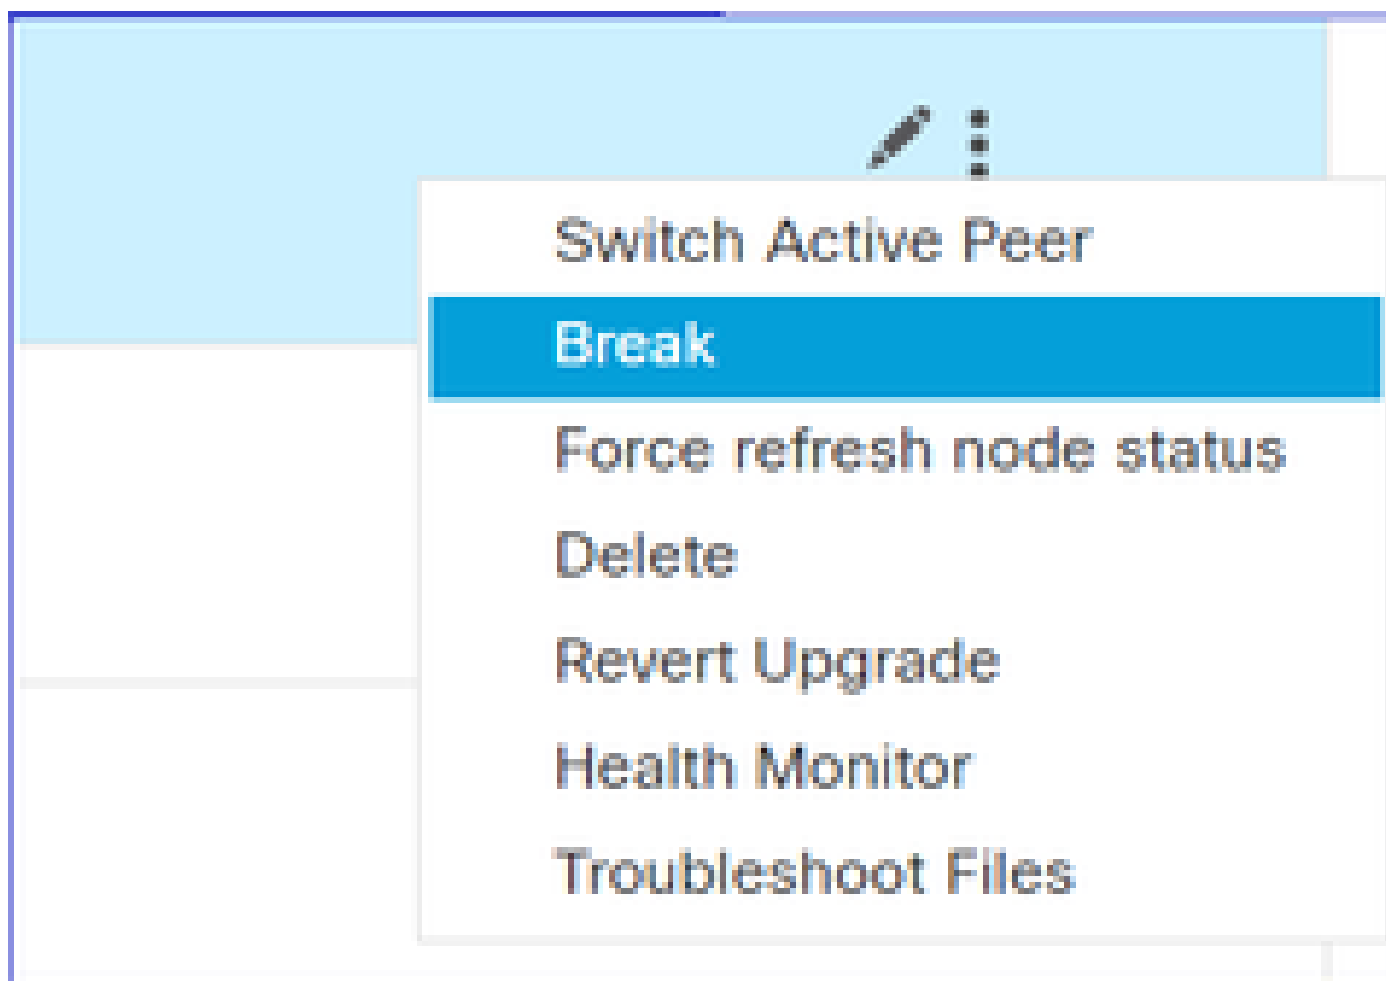 Switch Active Peer
Break
Force refresh node status
Delete
Revert Upgrade
Health Monitor
Troubleshoot Files